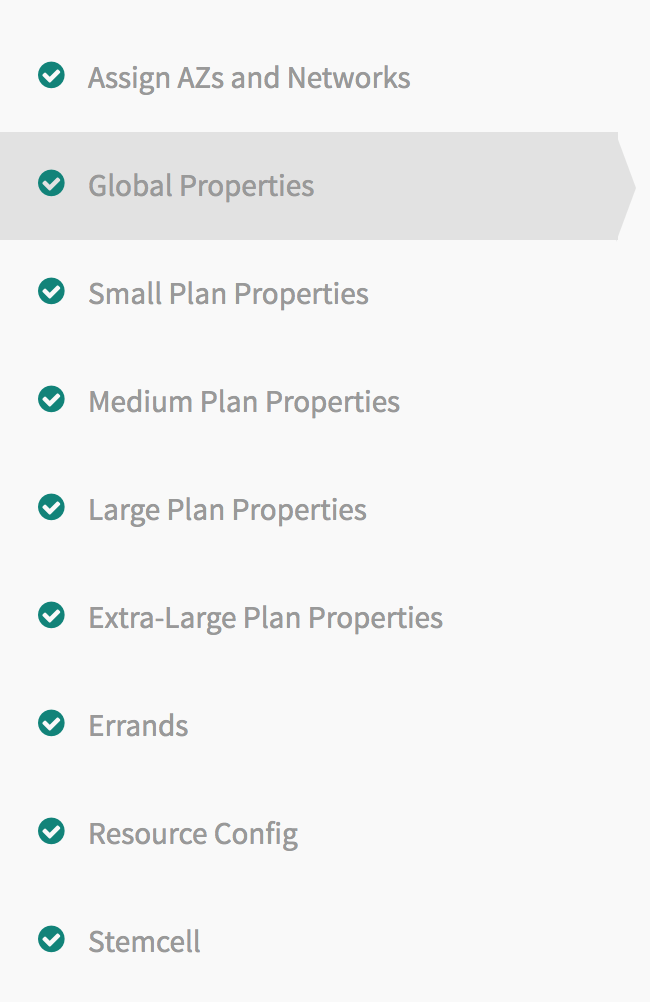 Assign AZs and Networks
Global Properties
Small Plan Properties
Medium Plan Properties
Large Plan Properties
Extra-Large Plan Properties
Errands
Resource Config
Stemcell